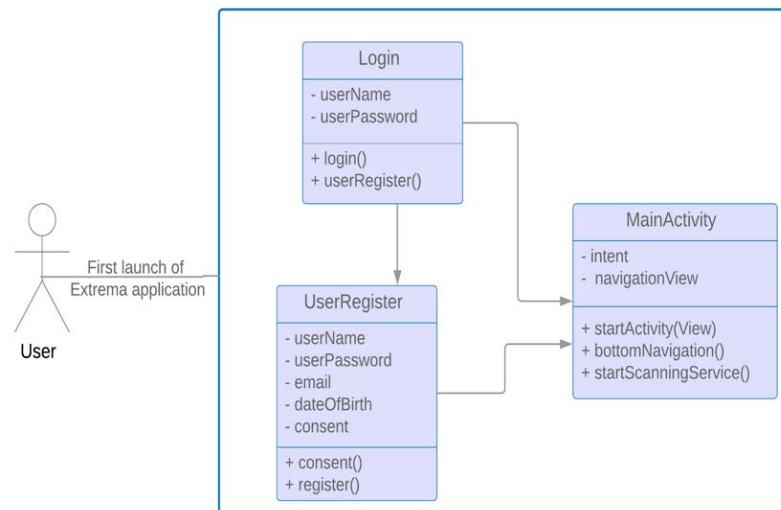 Login
- userName
- userPassword
+ login()
+ userRegister()
First launch of
Extrema application
User
UserRegister
- userName
- userPassword
- email
- dateOfBirth
- consent
+ consent()
+ register()
MainActivity
- intent
- navigationView
+ startActivity(View)
+ bottomNavigation()
+ startScanningService()